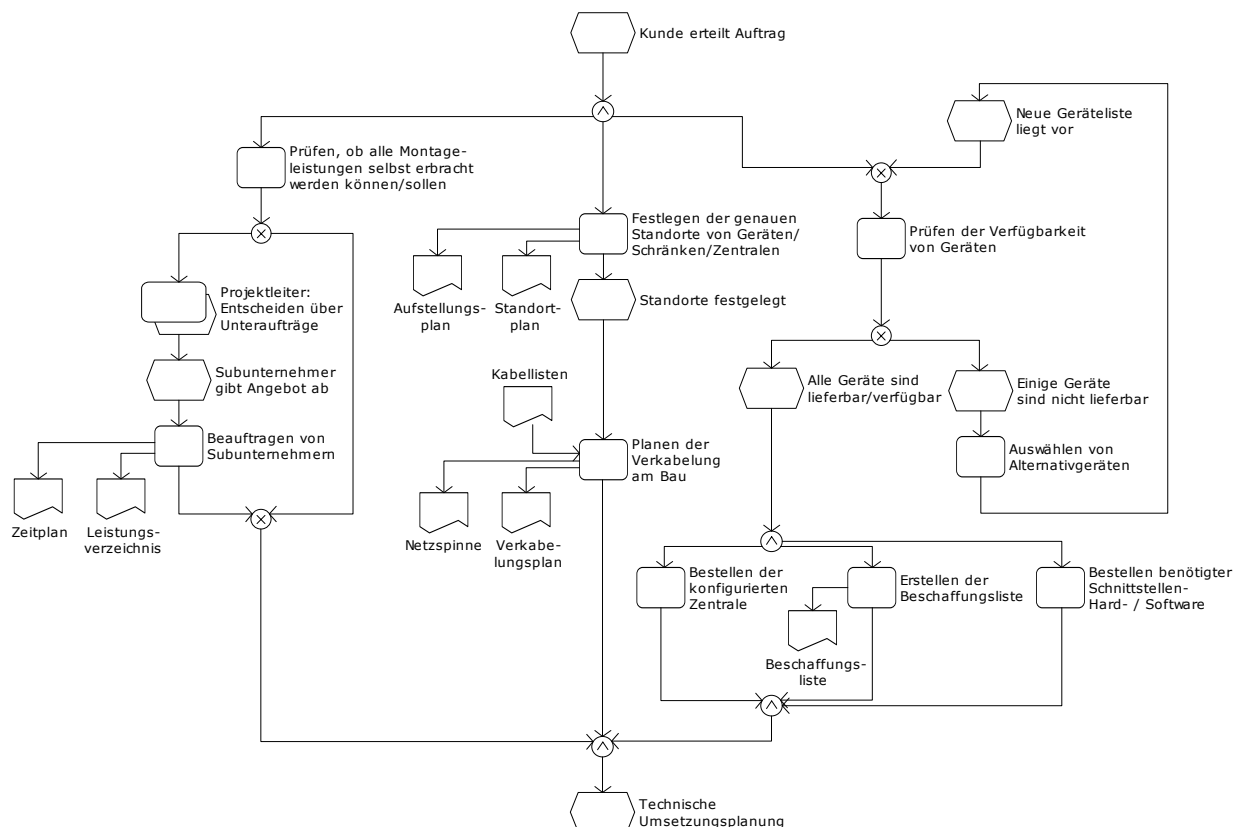 Kunde erteilt Auftrag
Neue Geräteliste
liegt vor
Prüfen, ob alle Montage-
leistungen selbst erbracht
werden können/sollen
Festlegen der genauen
Standorte von Geräten/
Schränken/Zentralen
Prüfen der Verfügbarkeit
von Geräten
Projektleiter:
Entscheiden über
Unteraufträge
Aufstellungs-
plan
Standort-
plan
Standorte festgelegt
Subunternehmer
gibt Angebot ab
Kabellisten
Alle Geräte sind
lieferbar/verfügbar
Einige Geräte
sind nicht lieferbar
Beauftragen von
Subunternehmern
Planen der
Verkabelung
am Bau
Auswählen von
Alternativgeräten
Zeitplan
Leistungs-
verzeichnis
Netzspinne
Verkabe-
lungsplan
Bestellen der
konfigurierten
Zentrale
Erstellen der
Beschaffungsliste
Bestellen benötigter
Schnittstellen-
Hard- / Software
Beschaffungs-
liste
Technische
Umsetzungsplanung